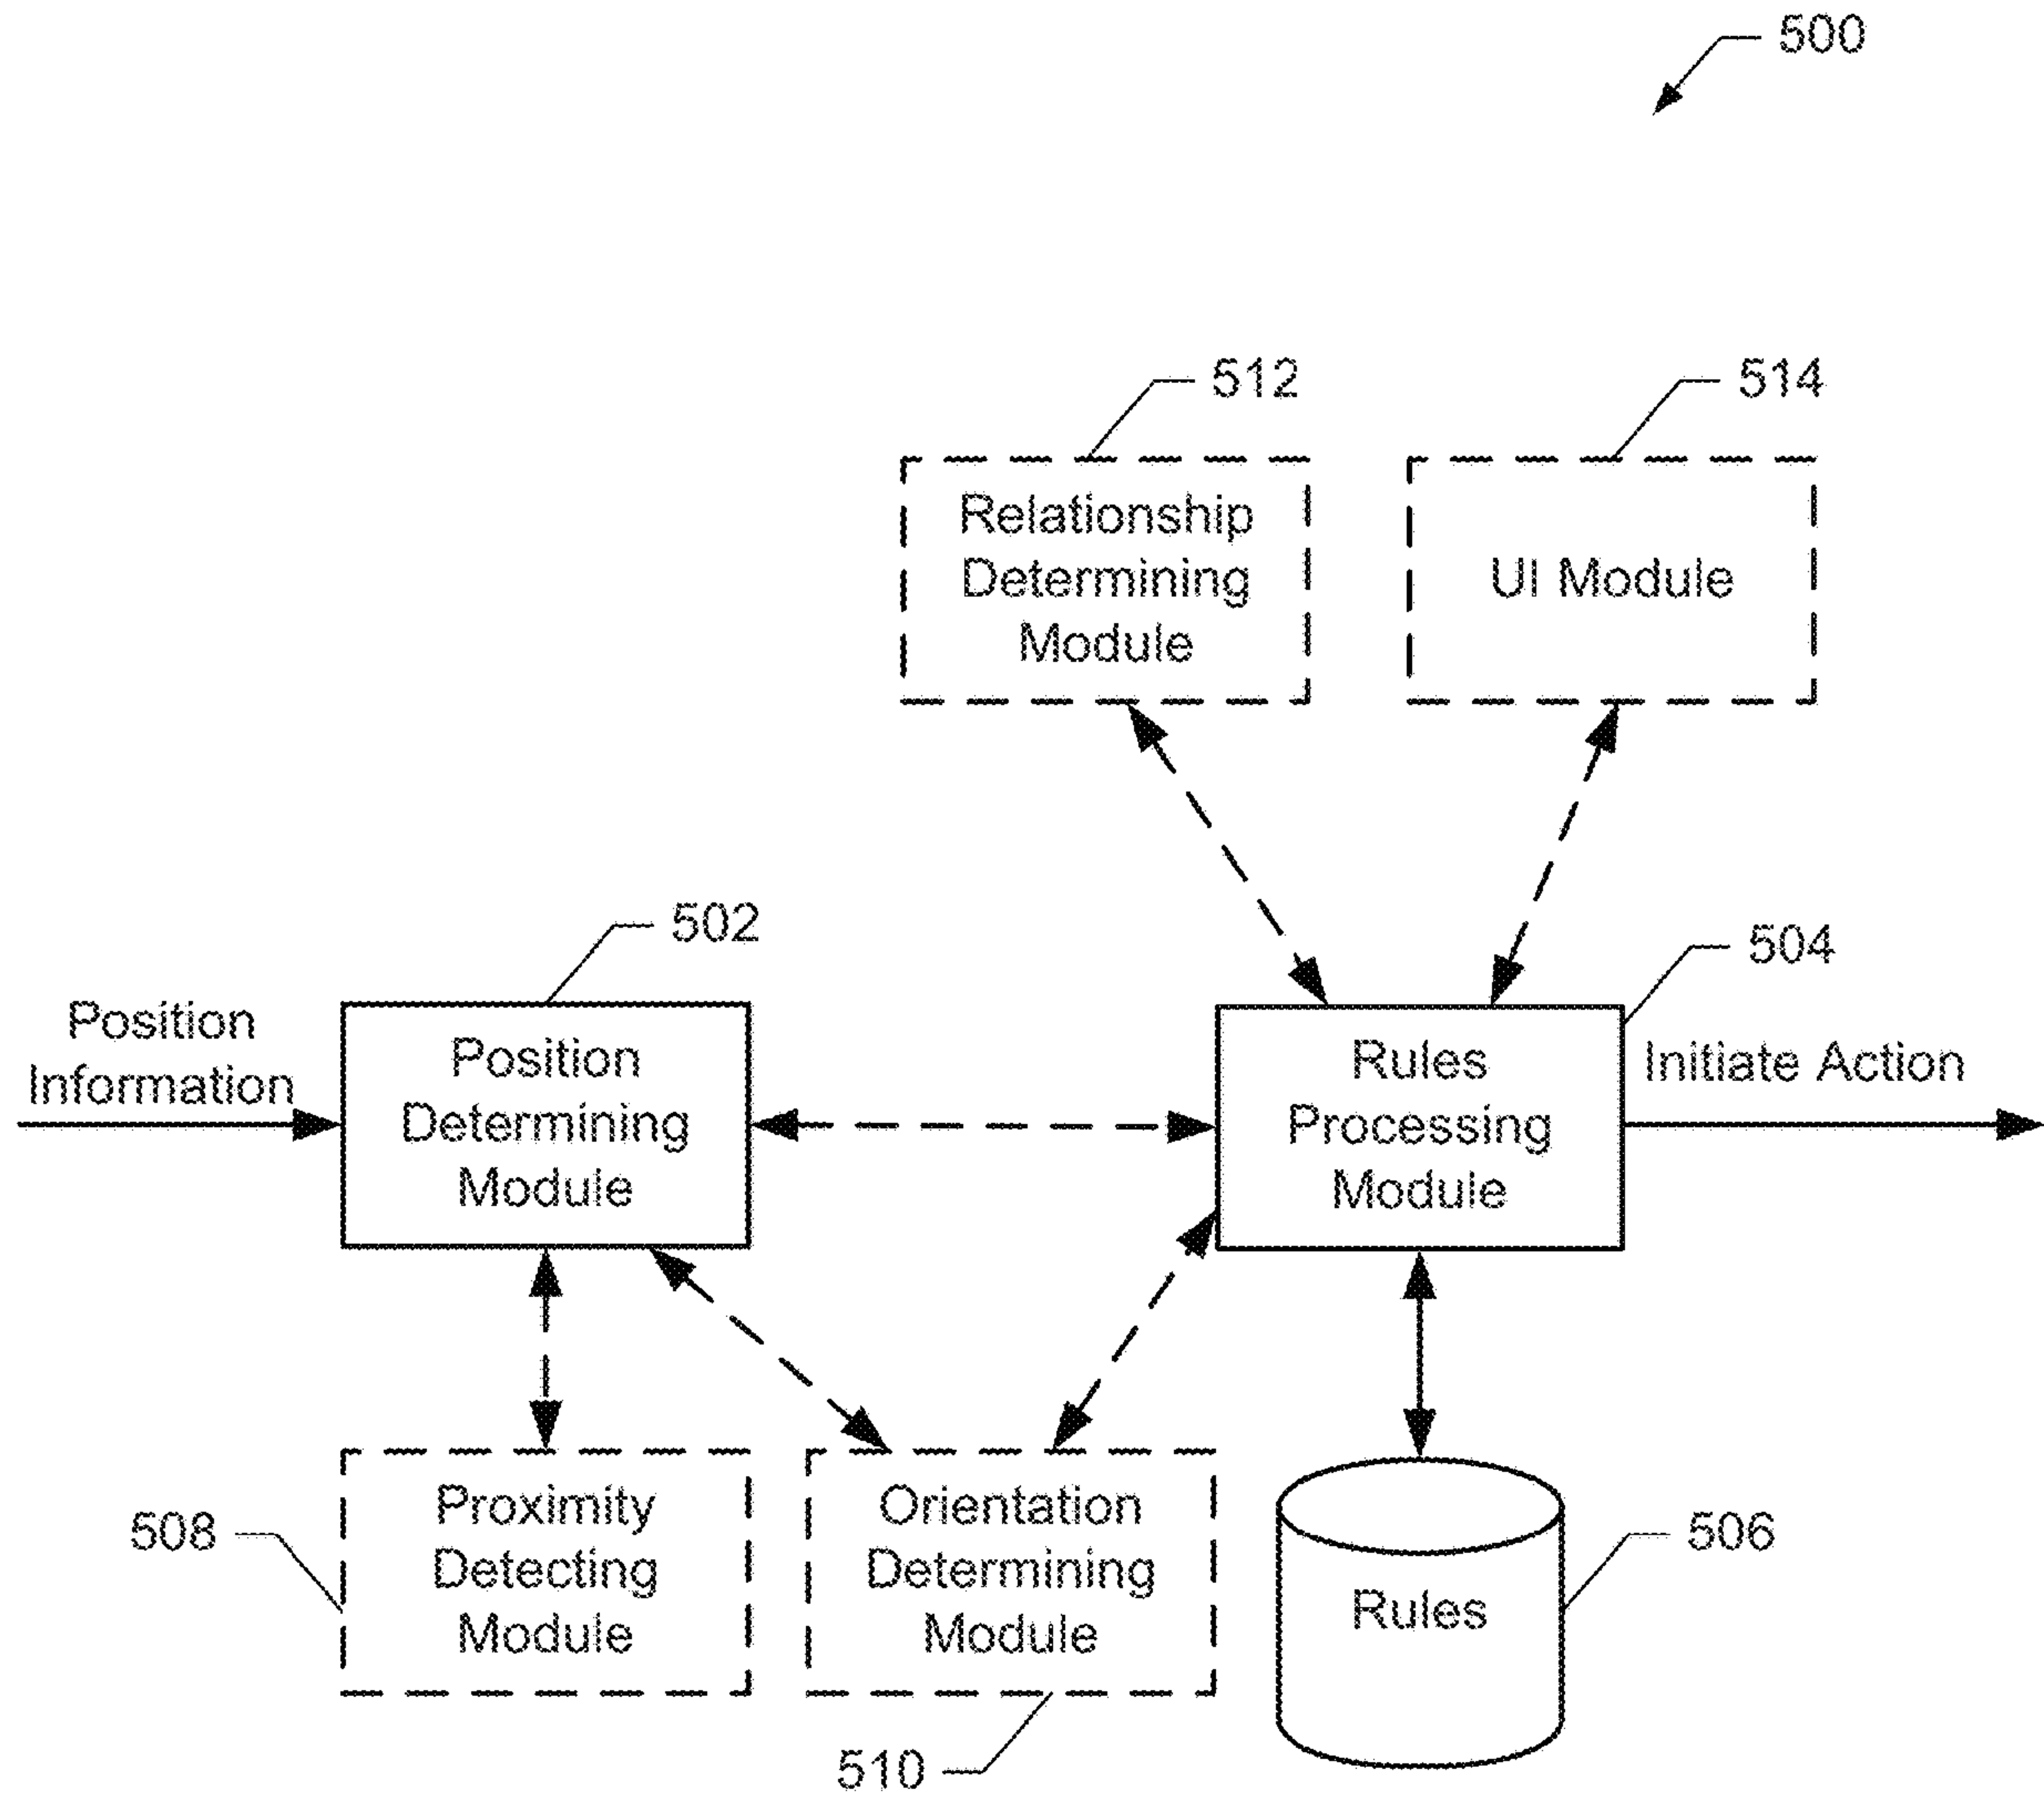 500
512
514
Relationship
Determining
Module
UI Module
502
504
Position
Information
Position
Determining
Module
Rules
Processing
Module
Initiate Action
508
Proximity
Detecting
Module
Orientation
Determining
Module
510
Rules
506